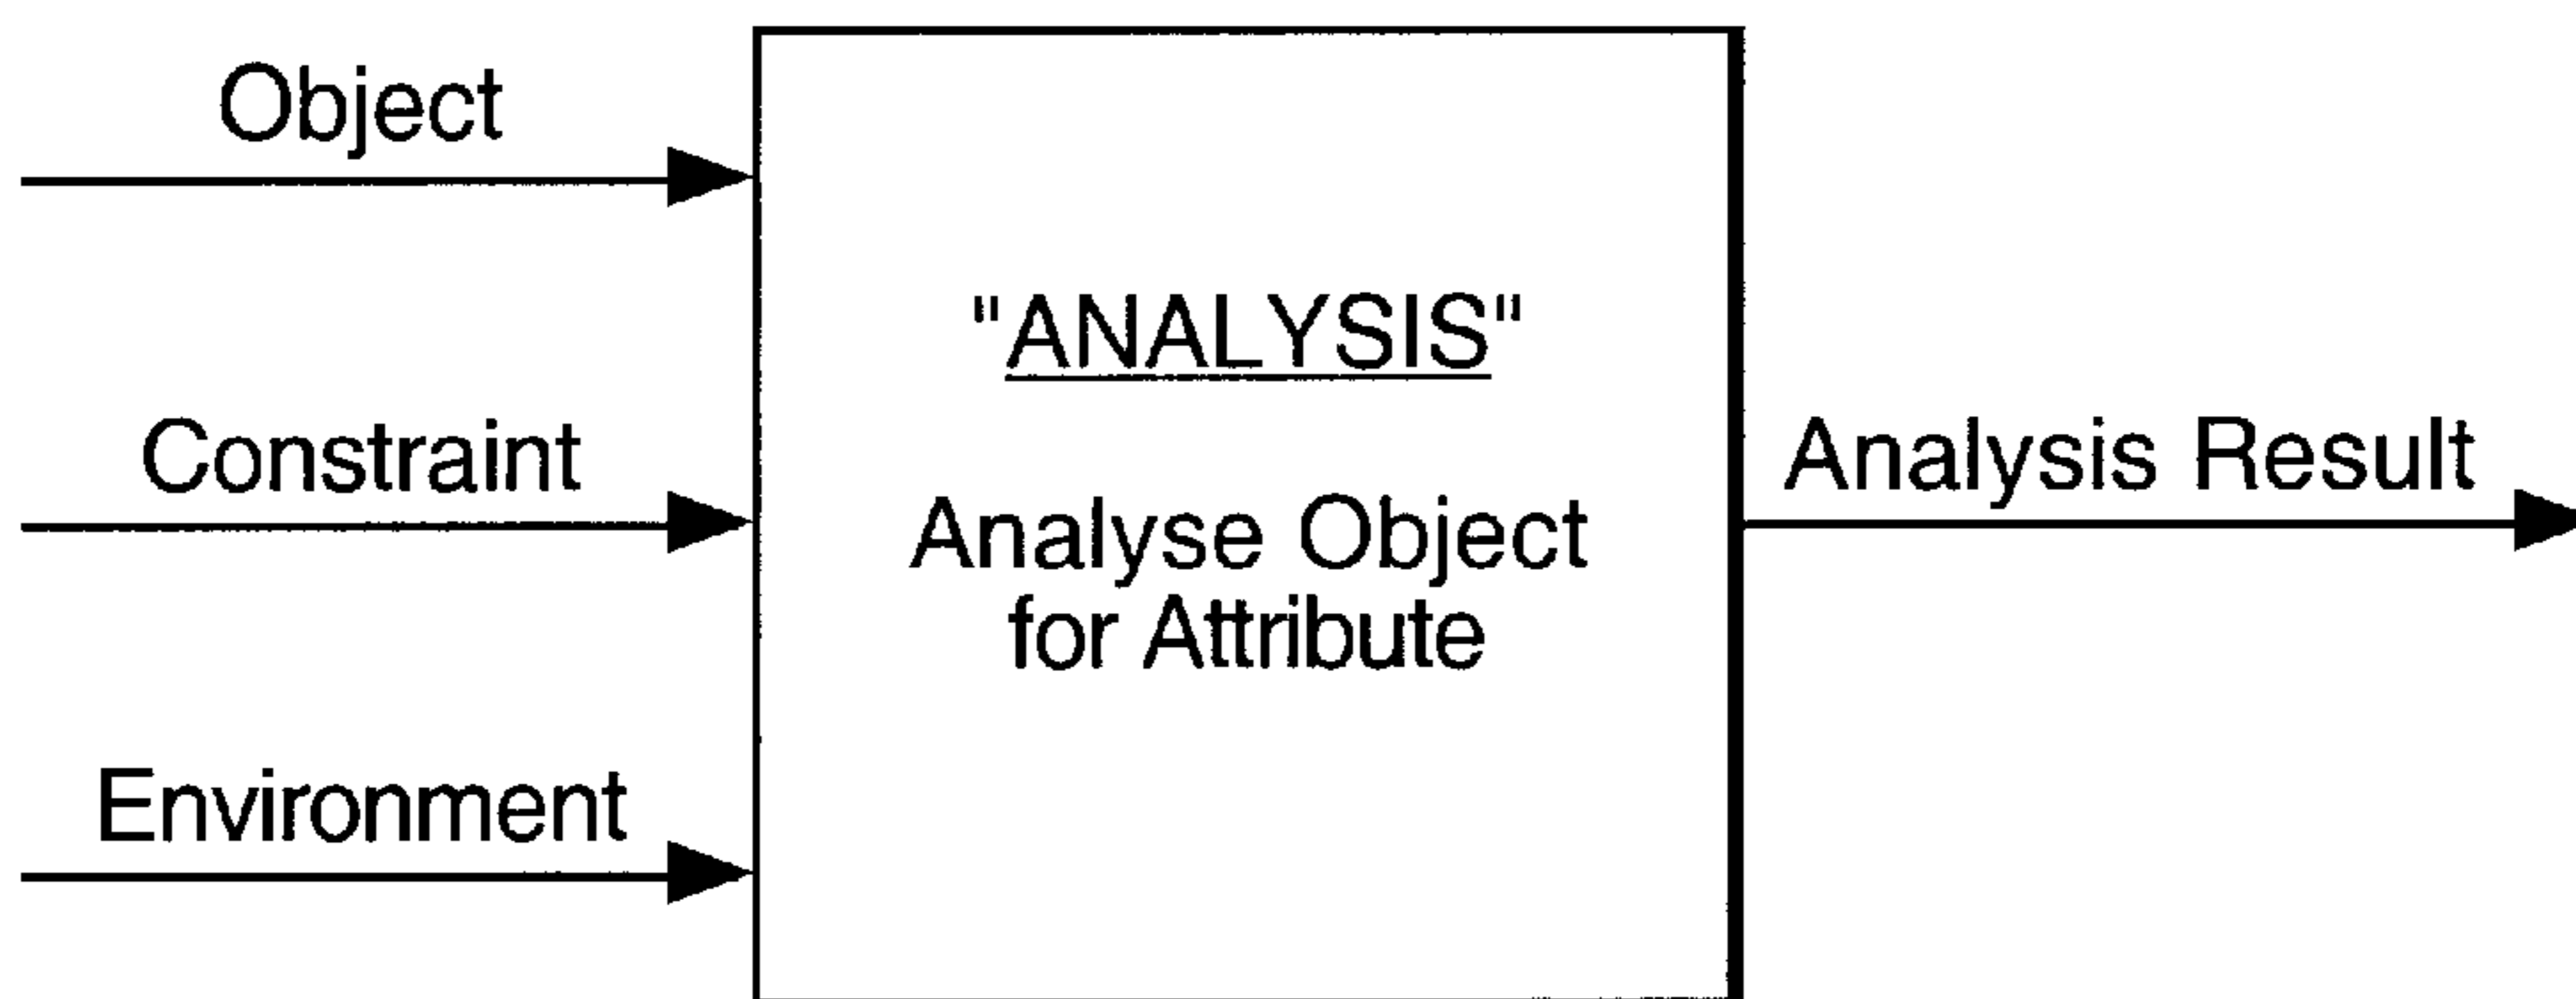 Object
Constraint
Environment
"ANALYSIS"
Analyse Object
for Attribute
Analysis Result